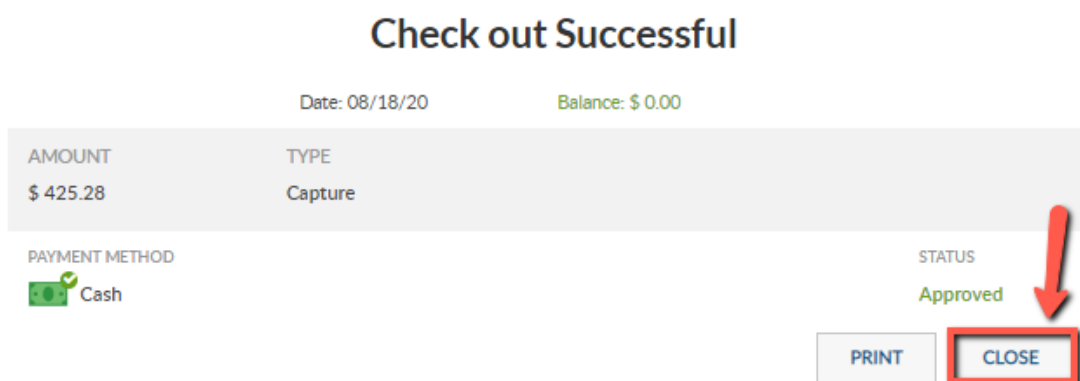 Check out Successful
Date: 08/18/20 Balance: $ 0.00
AMOUNT TYPE
$ 425.28 Capture
PAYMENT METHOD STATUS
Cash Approved
PRINT CLOSE